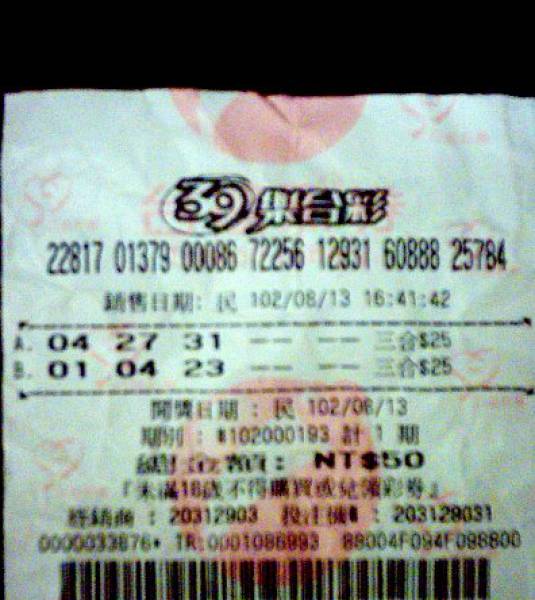 39樂合彩
22817 01379 00086 72256 12931 60888 25784
銷售日期: 民 102/08/13 16:41:42
A. 04 27 31 -- -- 三合$25
B. 01 04 23 -- -- 三合$25
開獎日期 : 民 102/08/13
期別 : #102000193 計 1 期
總金額: NT$50
「未滿18歲不得購買或兌領彩券」
經銷商 : 20312903 投注機# : 203129031
0000033876* TR:0001086993 88004F094F098800